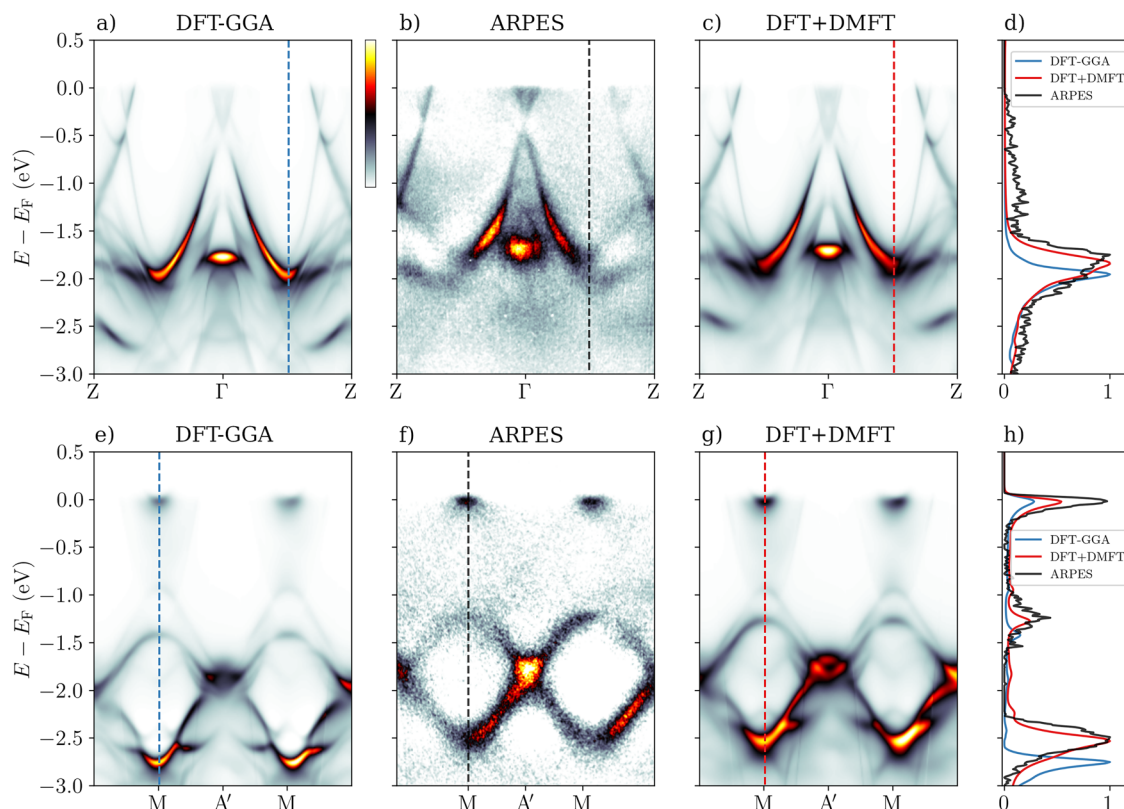 a) DFT-GGA b) ARPES c) DFT+DMFT d)
0.5
0.0
−0.5
−1.0
−1.5
−2.0
−2.5
−3.0
E − E_F (eV)
Z Γ Z Z Γ Z Z Γ Z 0 1
DFT-GGA
DFT+DMFT
ARPES
e) DFT-GGA f) ARPES g) DFT+DMFT h)
0.5
0.0
−0.5
−1.0
−1.5
−2.0
−2.5
−3.0
E − E_F (eV)
M A′ M M A′ M M A′ M 0 1
DFT-GGA
DFT+DMFT
ARPES